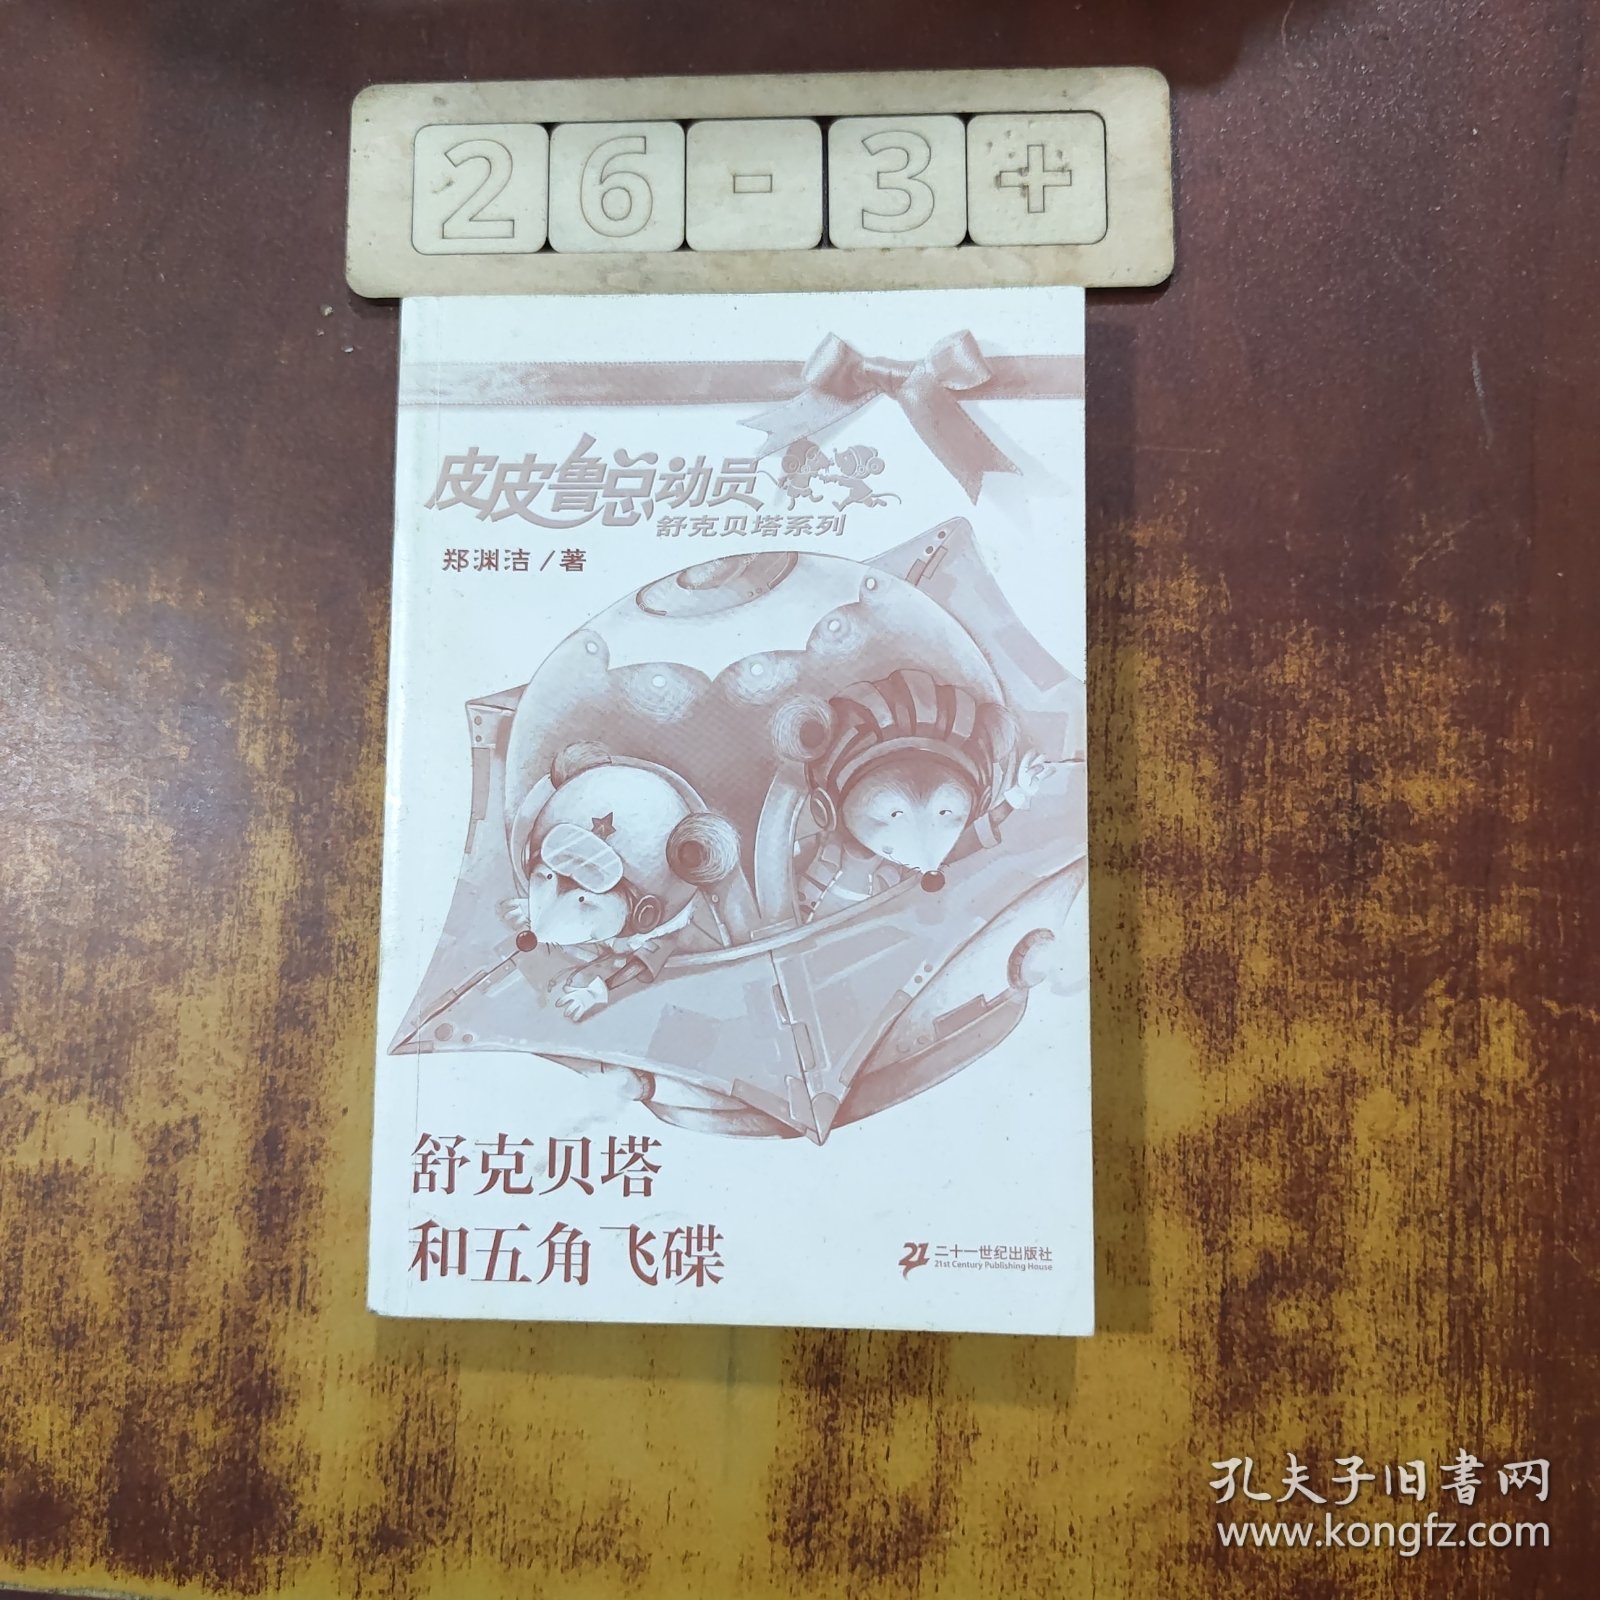 26-3+
皮皮鲁总动员
舒克贝塔系列
郑渊洁/著
舒克贝塔
和五角飞碟
21 二十一世纪出版社
21st Century Publishing House
孔夫子旧书网
www.kongfz.com